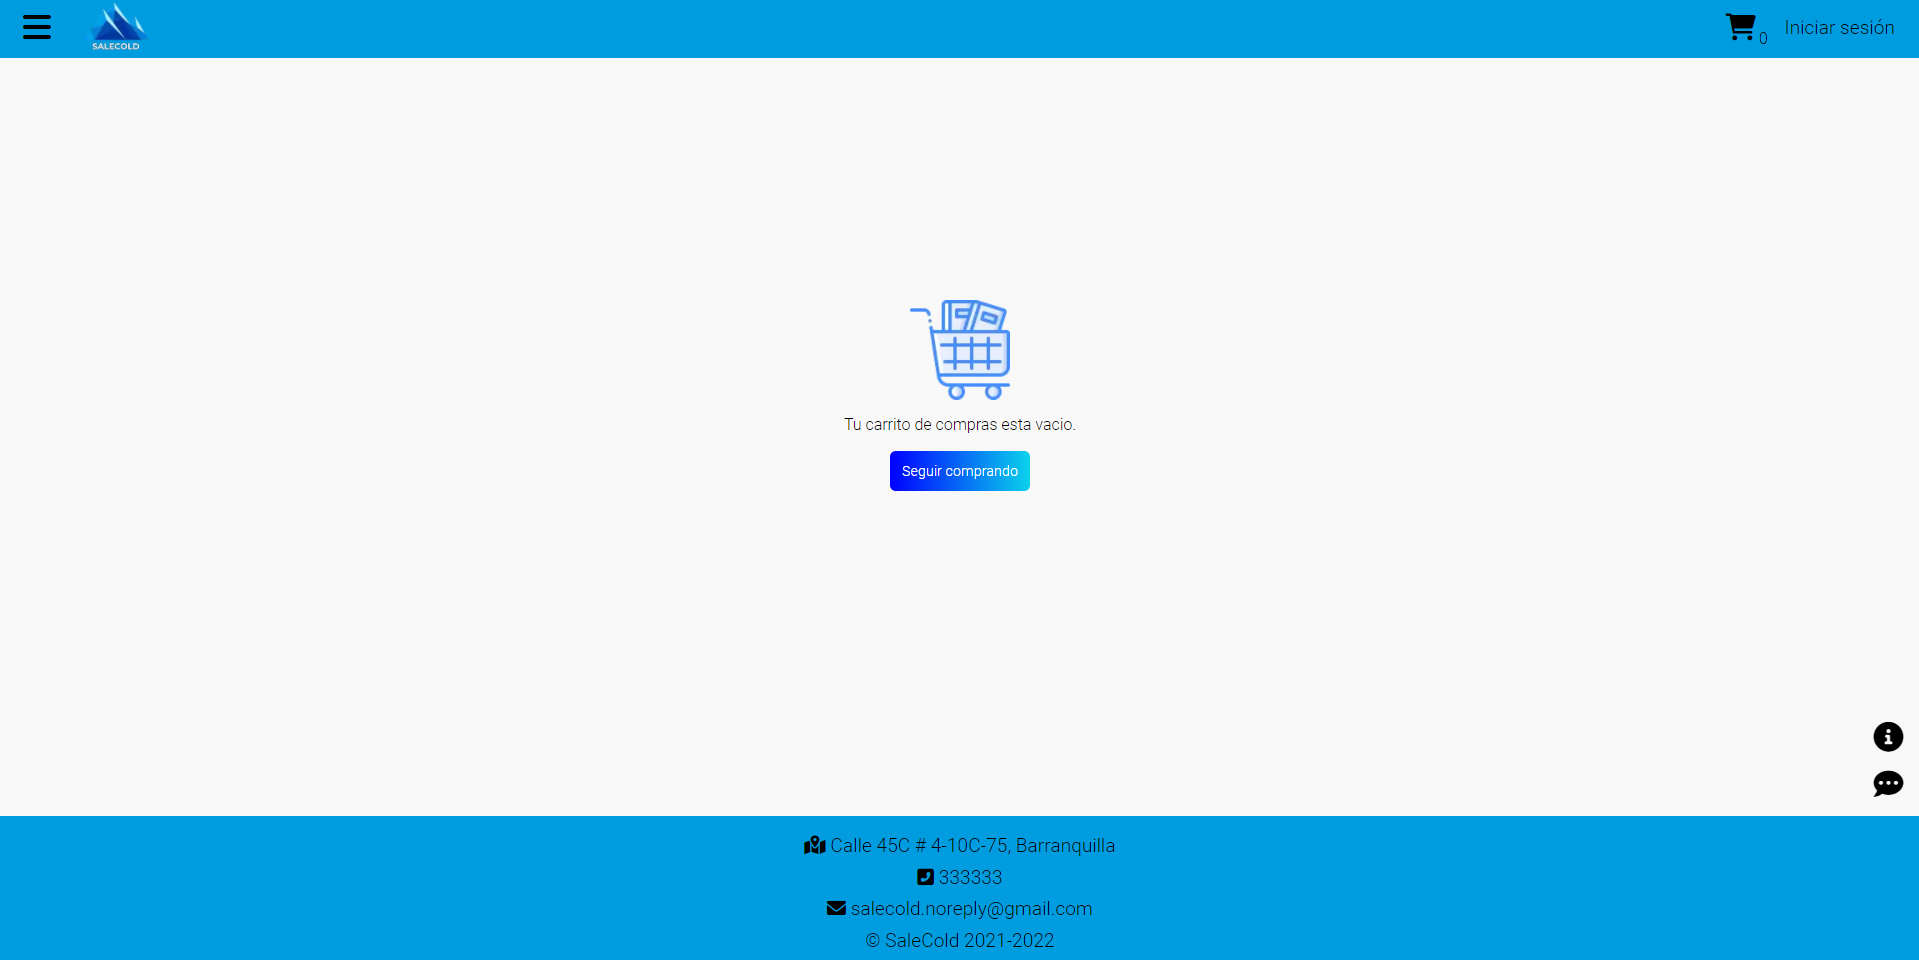 SALECOLD
0
Iniciar sesión
Tu carrito de compras esta vacio.
Seguir comprando
Calle 45C # 4-10C-75, Barranquilla
333333
salecold.noreply@gmail.com
© SaleCold 2021-2022